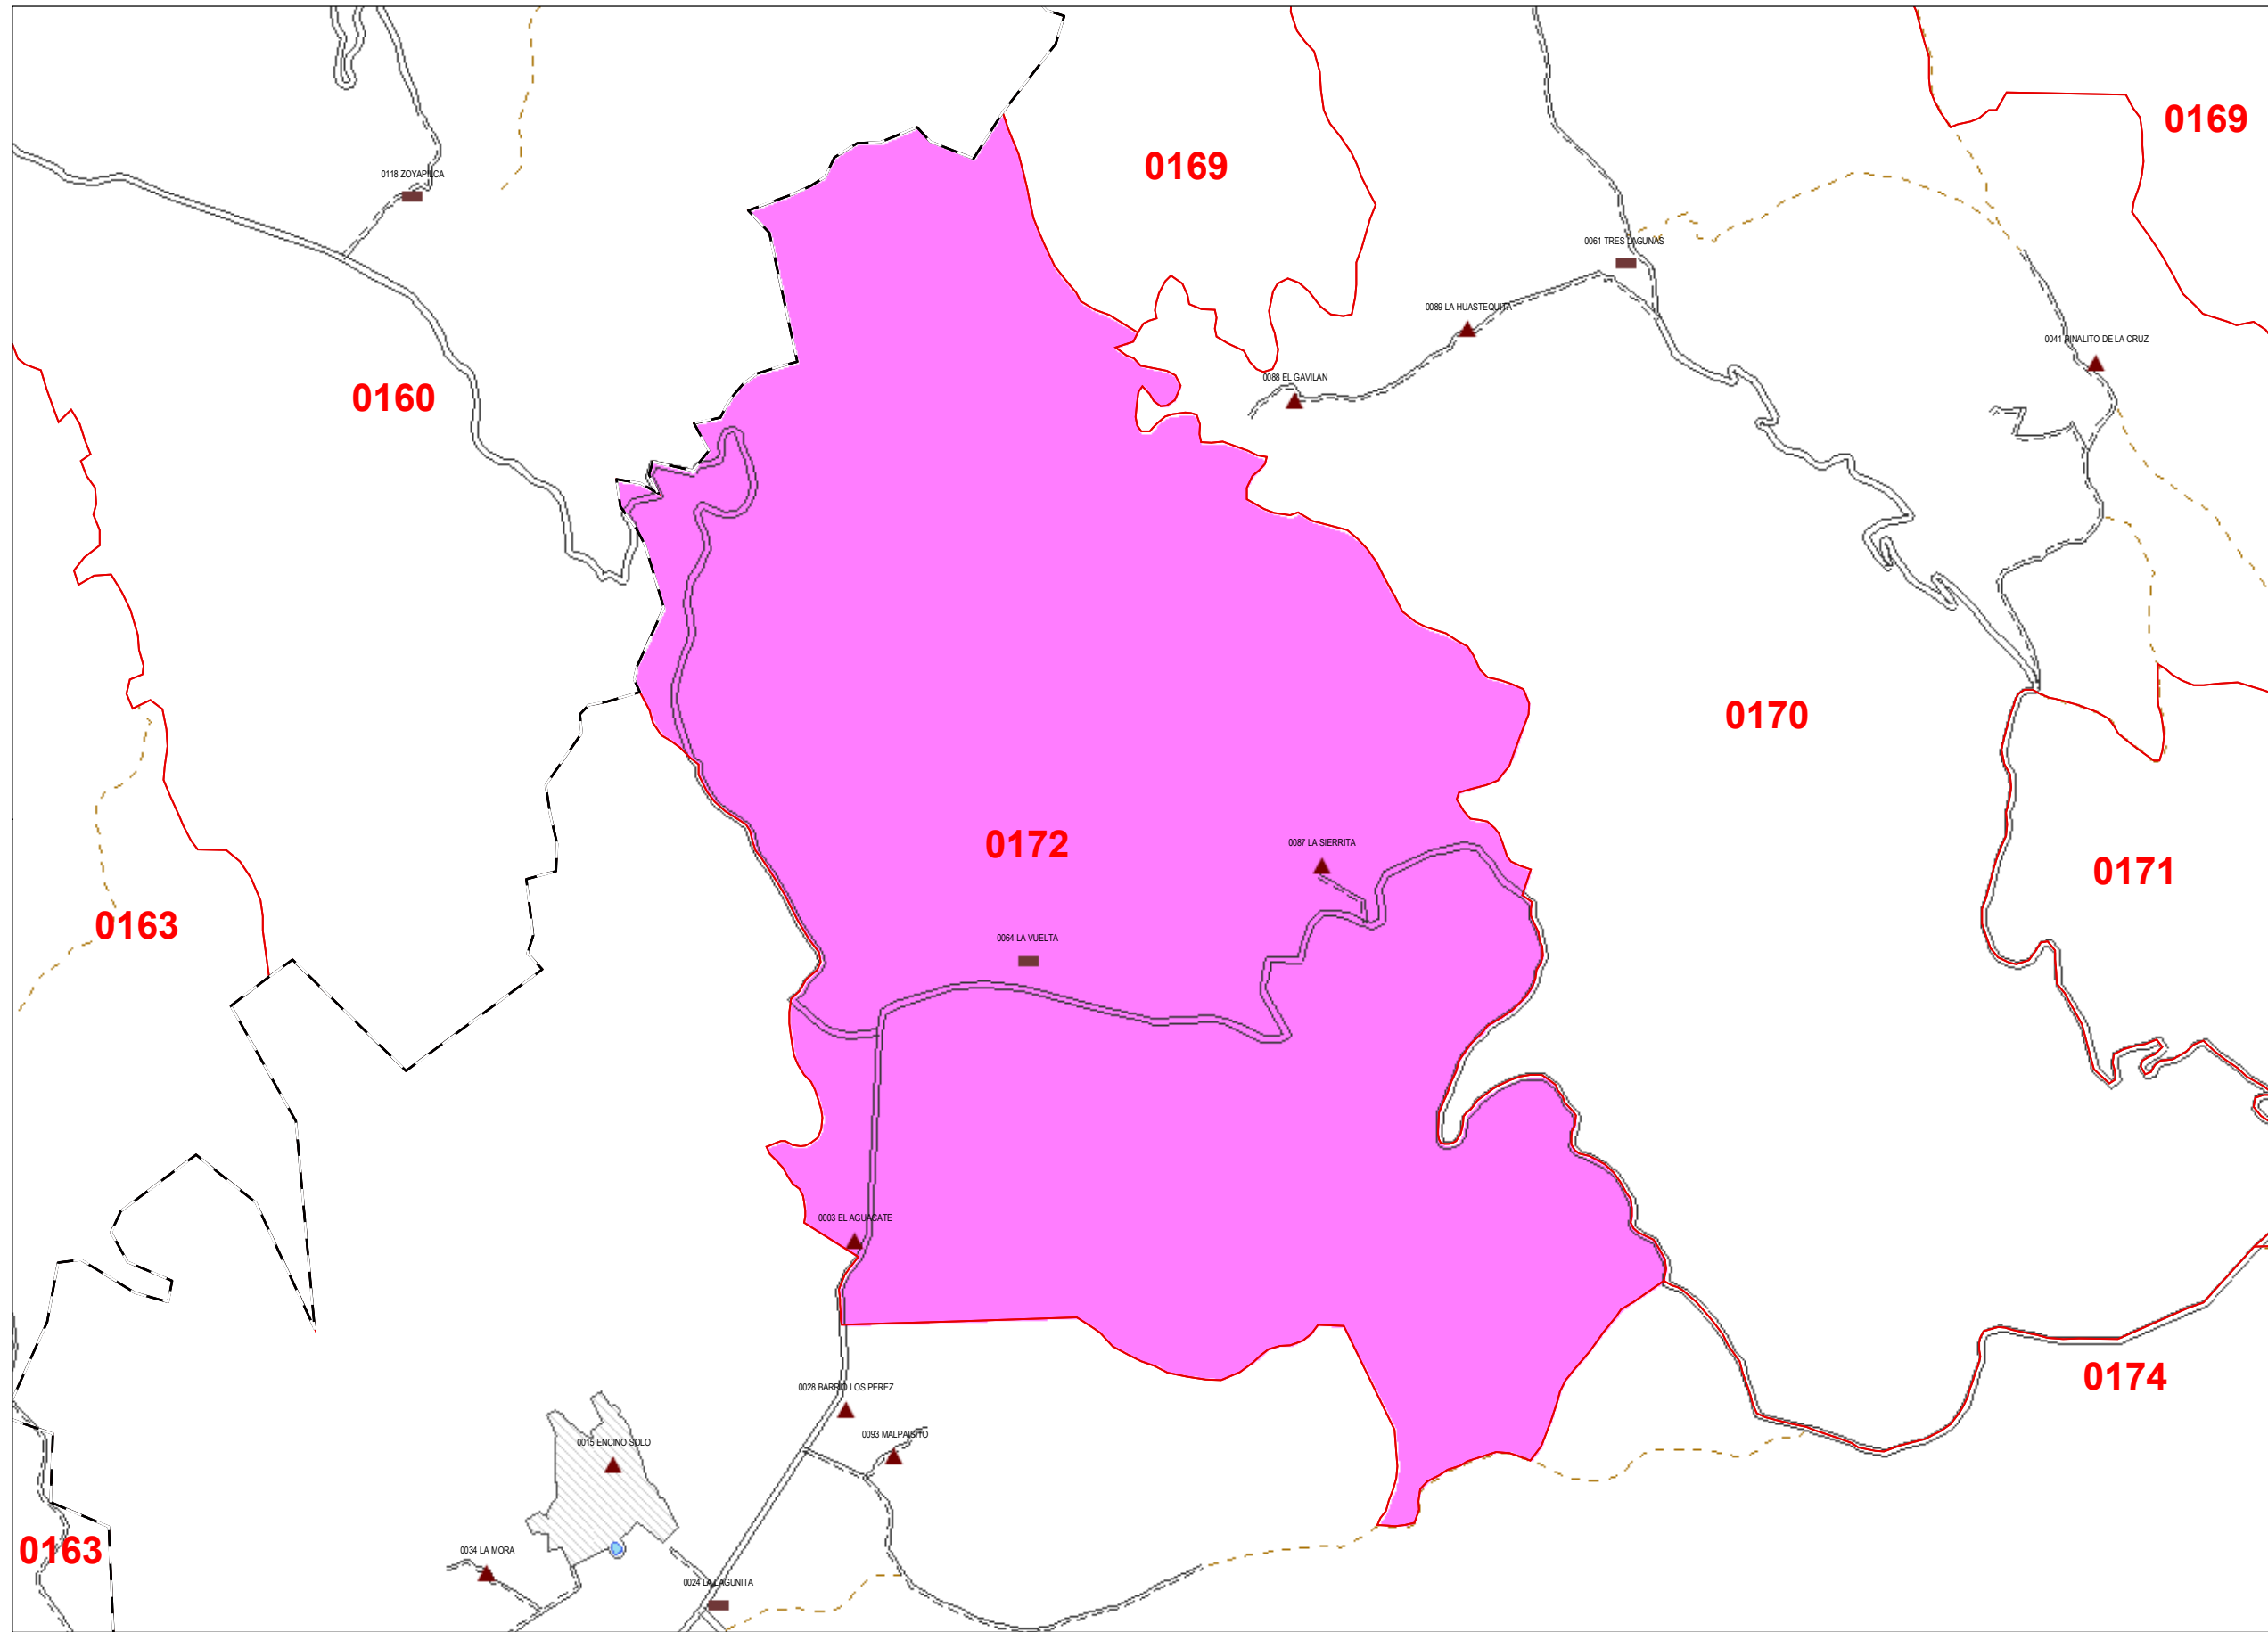 0169
0169
0118 ZOYAPILCA
0061 TRES LAGUNAS
0089 LA HUASTEQUITA
0041 PINALITO DE LA CRUZ
0088 EL GAVILAN
0160
0170
0172
0087 LA SIERRITA
0171
0163
0064 LA VUELTA
0003 EL AGUACATE
0174
0028 BARRIO LOS PEREZ
0093 MALPAISITO
0015 ENCINO SOLO
0163
0034 LA MORA
0024 LA LAGUNITA